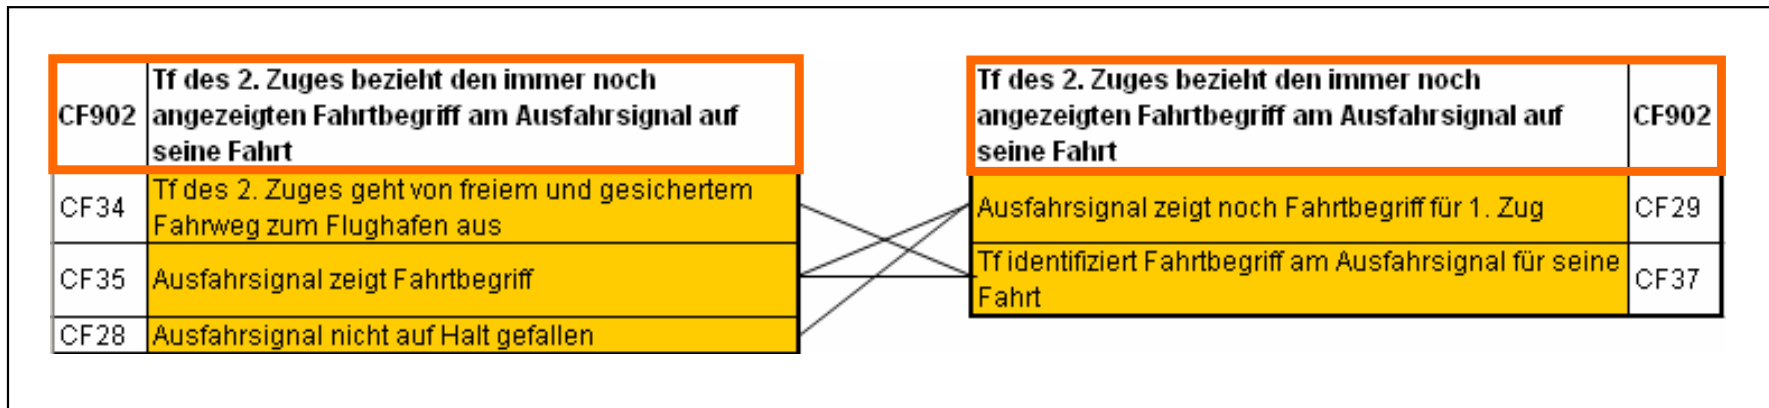 CF902
Tf des 2. Zuges bezieht den immer noch
angezeigten Fahrtbegriff am Ausfahrsignal auf
seine Fahrt
CF34
Tf des 2. Zuges geht von freiem und gesichertem
Fahrweg zum Flughafen aus
CF35
Ausfahrsignal zeigt Fahrtbegriff
CF28
Ausfahrsignal nicht auf Halt gefallen
Tf des 2. Zuges bezieht den immer noch
angezeigten Fahrtbegriff am Ausfahrsignal auf
seine Fahrt
CF902
Ausfahrsignal zeigt noch Fahrtbegriff für 1. Zug
CF29
Tf identifiziert Fahrtbegriff am Ausfahrsignal für seine
Fahrt
CF37